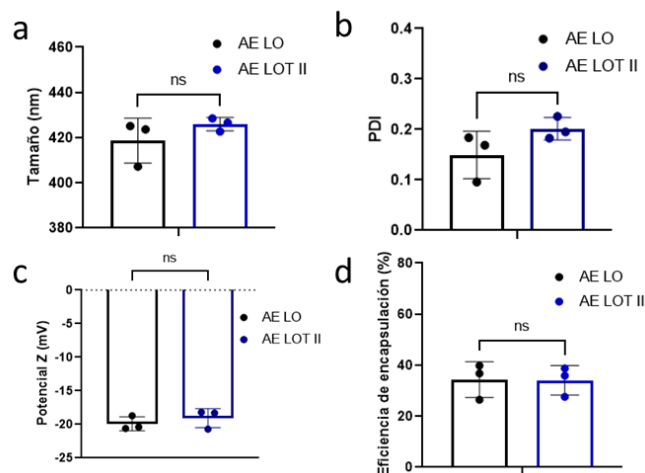 a
460
440
420
400
380
Tamaño (nm)
AE LO
AE LOT II
ns
b
0.4
0.3
0.2
0.1
0.0
PDI
AE LO
AE LOT II
ns
c
ns
0
-5
-10
-15
-20
-25
Potencial Z (mV)
AE LO
AE LOT II
d
80
60
40
20
0
Eficiencia de encapsulación (%)
AE LO
AE LOT II
ns